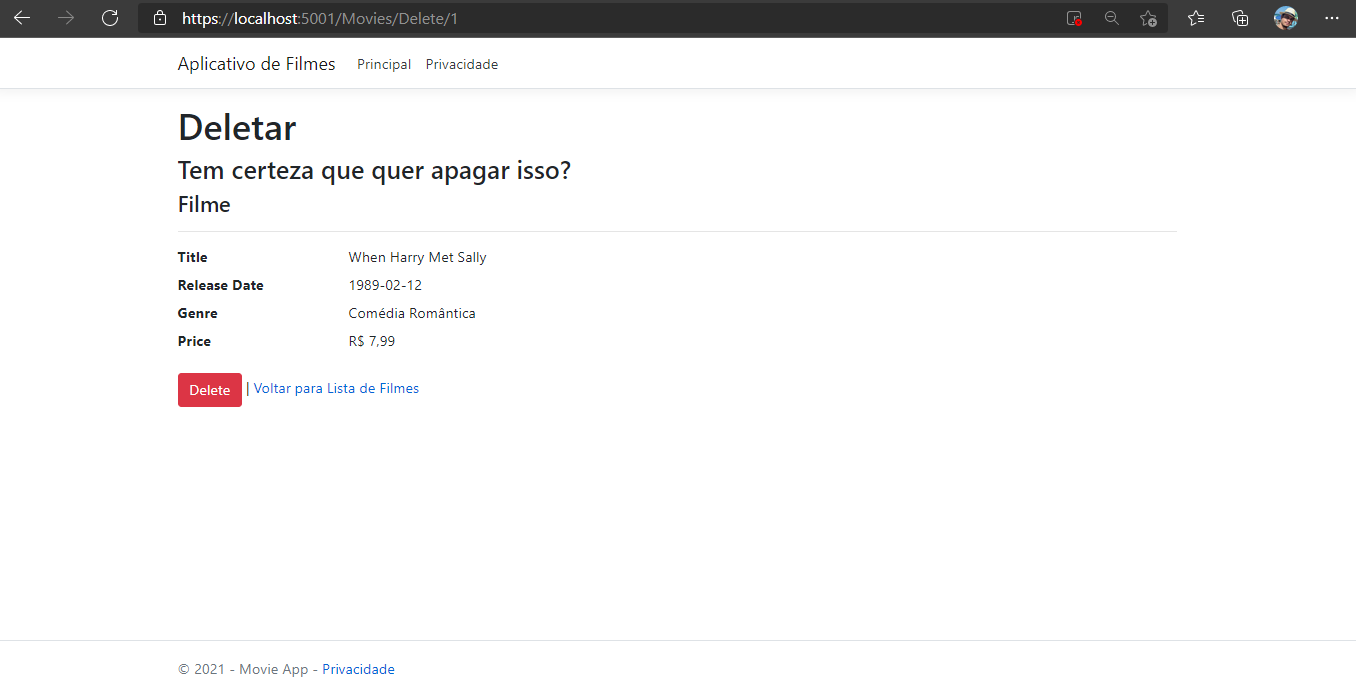 https://localhost:5001/Movies/Delete/1
Aplicativo de Filmes Principal Privacidade
Deletar
Tem certeza que quer apagar isso?
Filme
Title When Harry Met Sally
Release Date 1989-02-12
Genre Comédia Romântica
Price R$ 7,99
Delete | Voltar para Lista de Filmes
© 2021 - Movie App - Privacidade